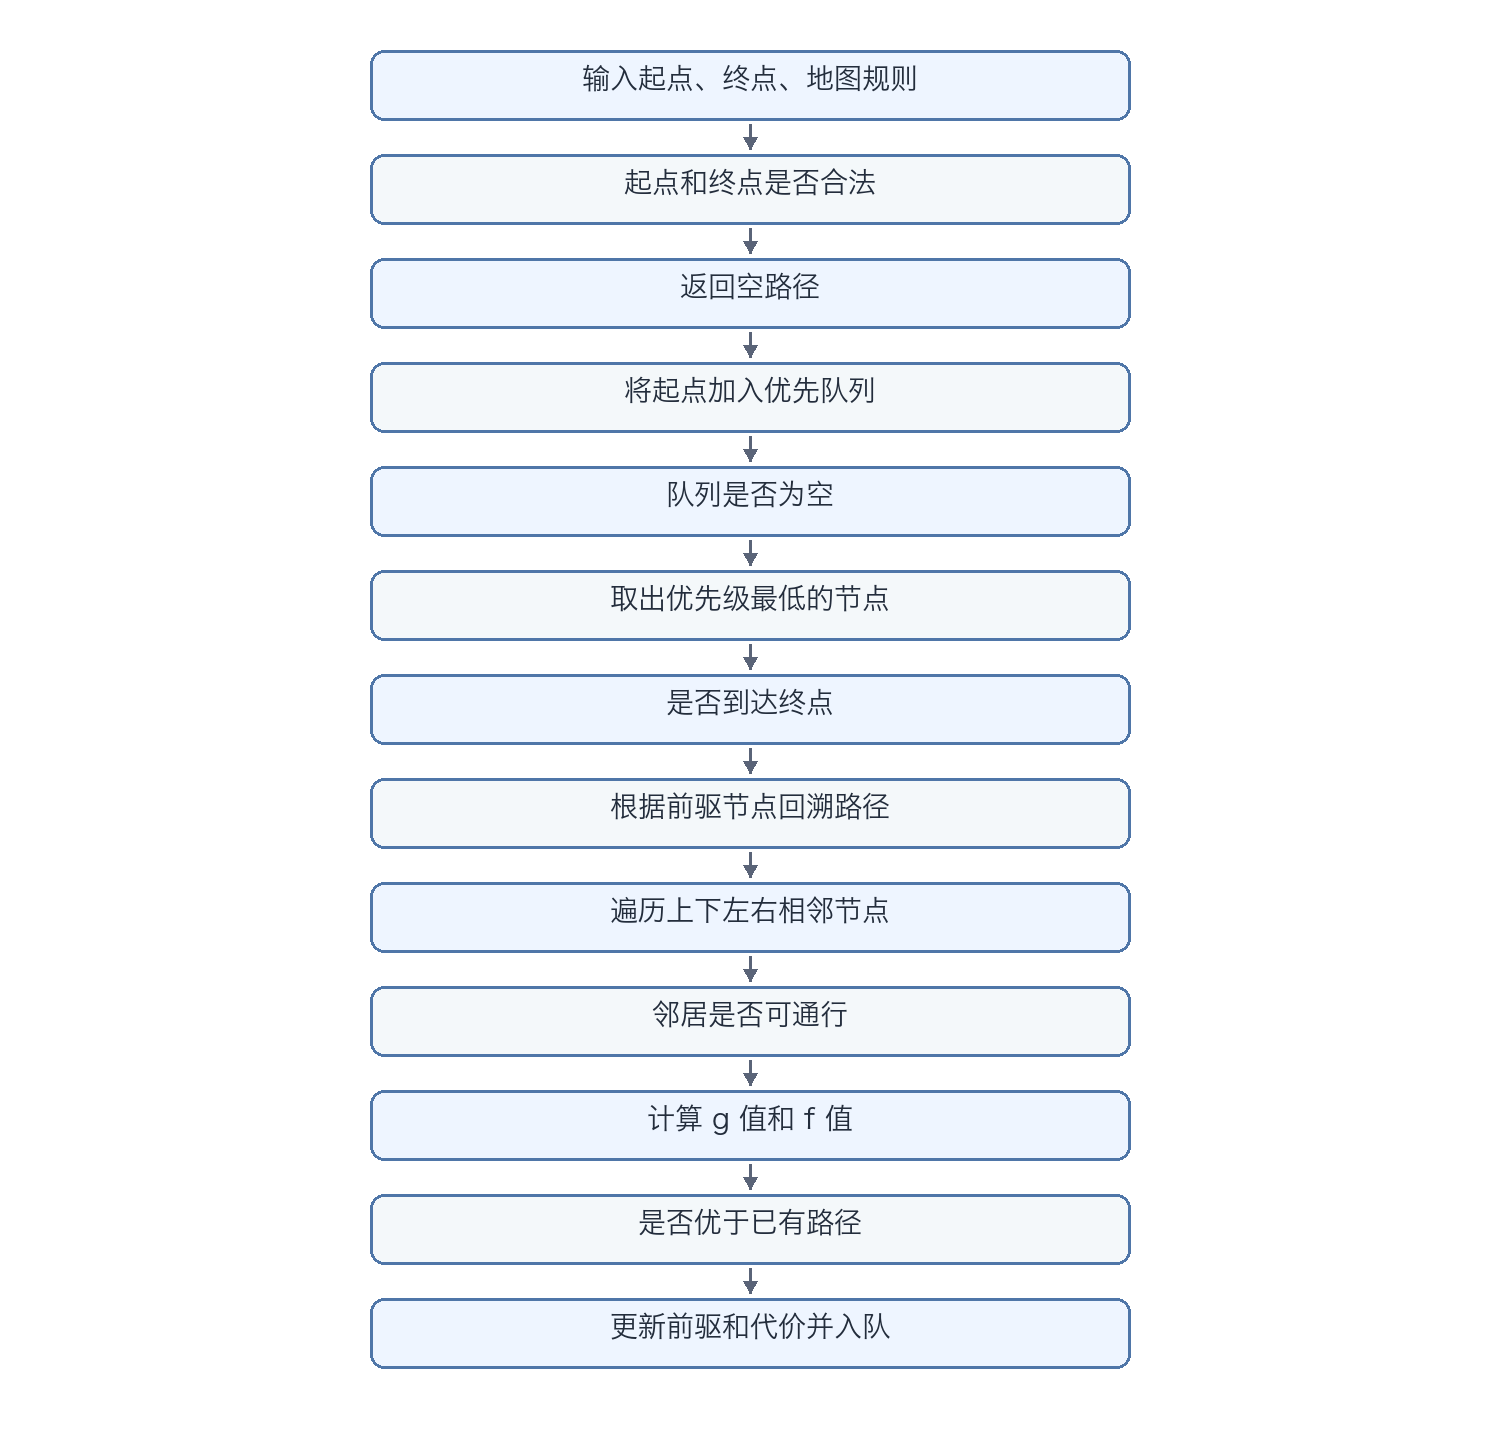 输入起点、终点、地图规则
起点和终点是否合法
返回空路径
将起点加入优先队列
队列是否为空
取出优先级最低的节点
是否到达终点
根据前驱节点回溯路径
遍历上下左右相邻节点
邻居是否可通行
计算 g 值和 f 值
是否优于已有路径
更新前驱和代价并入队